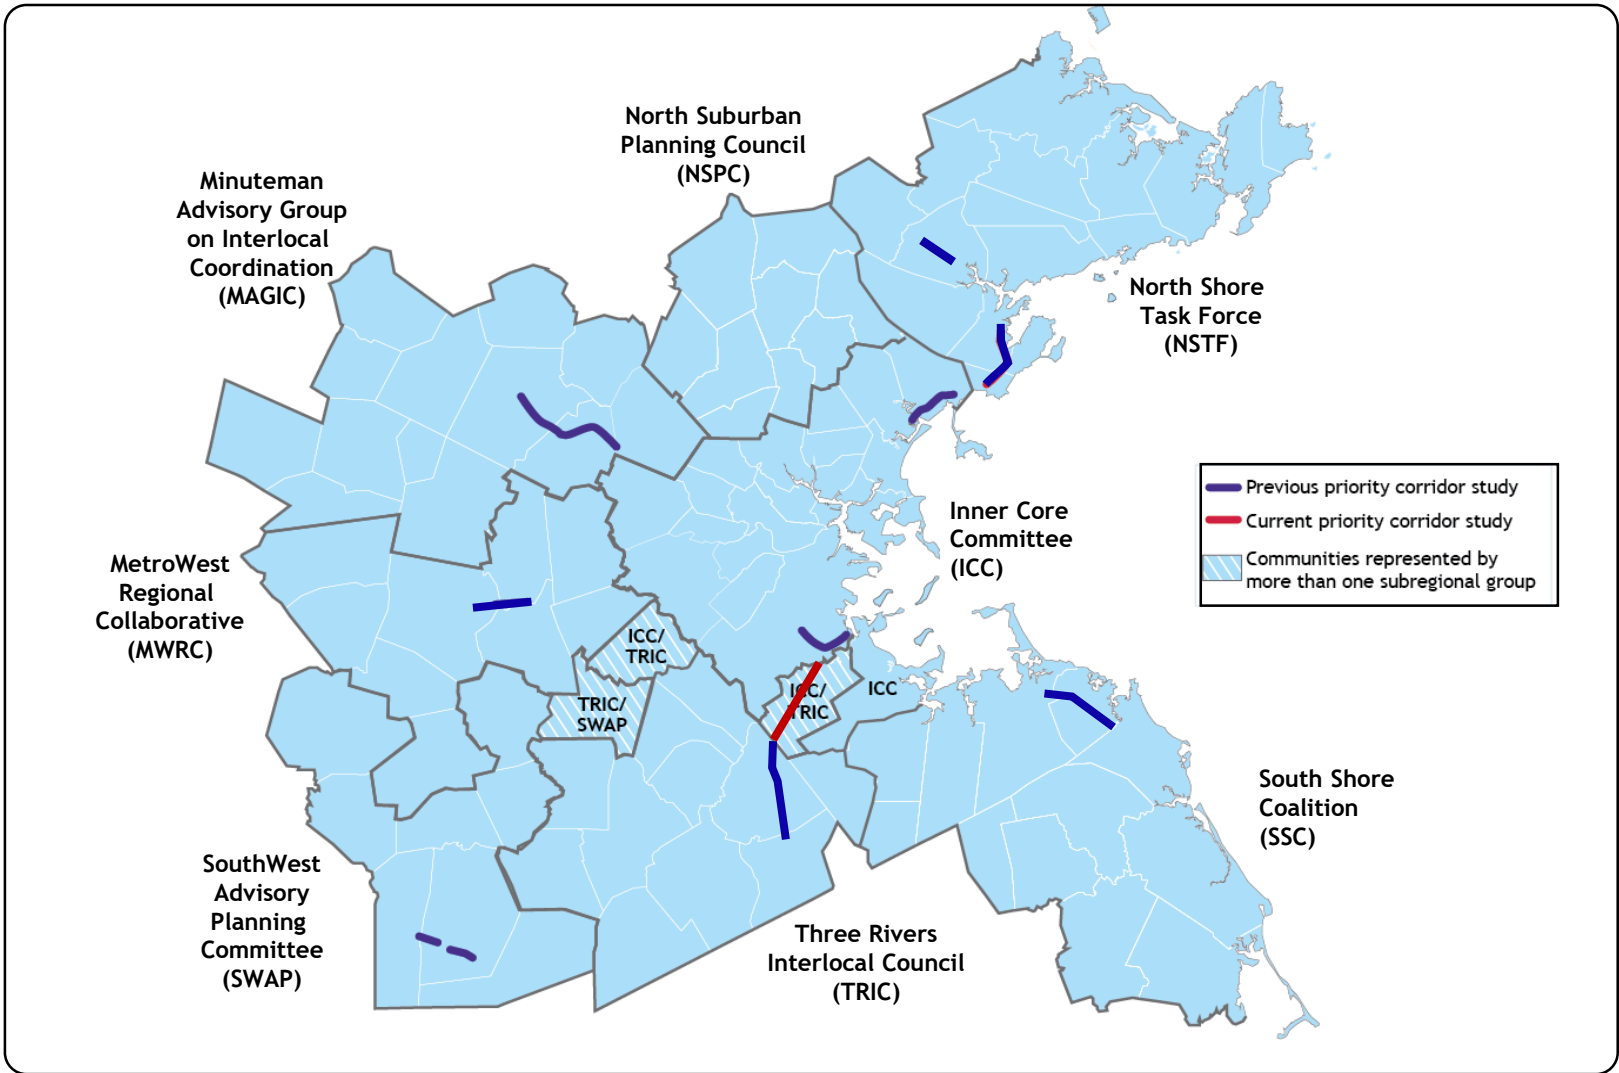 North Suburban
Planning Council
(NSPC)
Minuteman
Advisory Group
on Interlocal
Coordination
(MAGIC)
North Shore
Task Force
(NSTF)
Previous priority corridor study
Current priority corridor study
Communities represented by
more than one subregional group
Inner Core
Committee
(ICC)
MetroWest
Regional
Collaborative
(MWRC)
ICC/
TRIC
TRIC/
SWAP
ICC/
TRIC
ICC
South Shore
Coalition
(SSC)
SouthWest
Advisory
Planning
Committee
(SWAP)
Three Rivers
Interlocal Council
(TRIC)